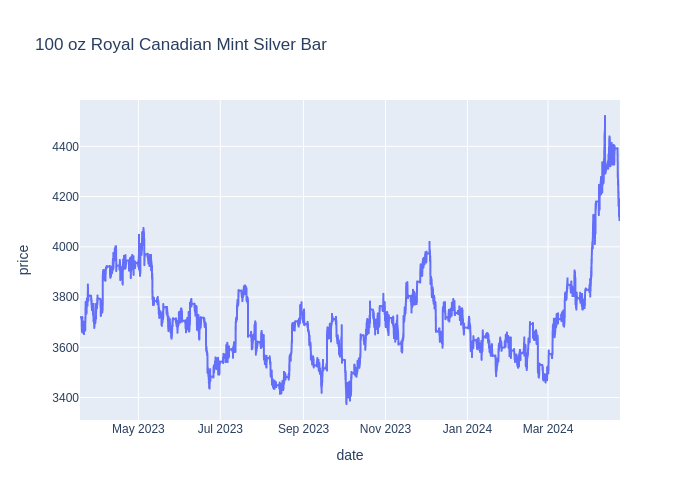 100 oz Royal Canadian Mint Silver Bar
price
4400
4200
4000
3800
3600
3400
May 2023 Jul 2023 Sep 2023 Nov 2023 Jan 2024 Mar 2024
date